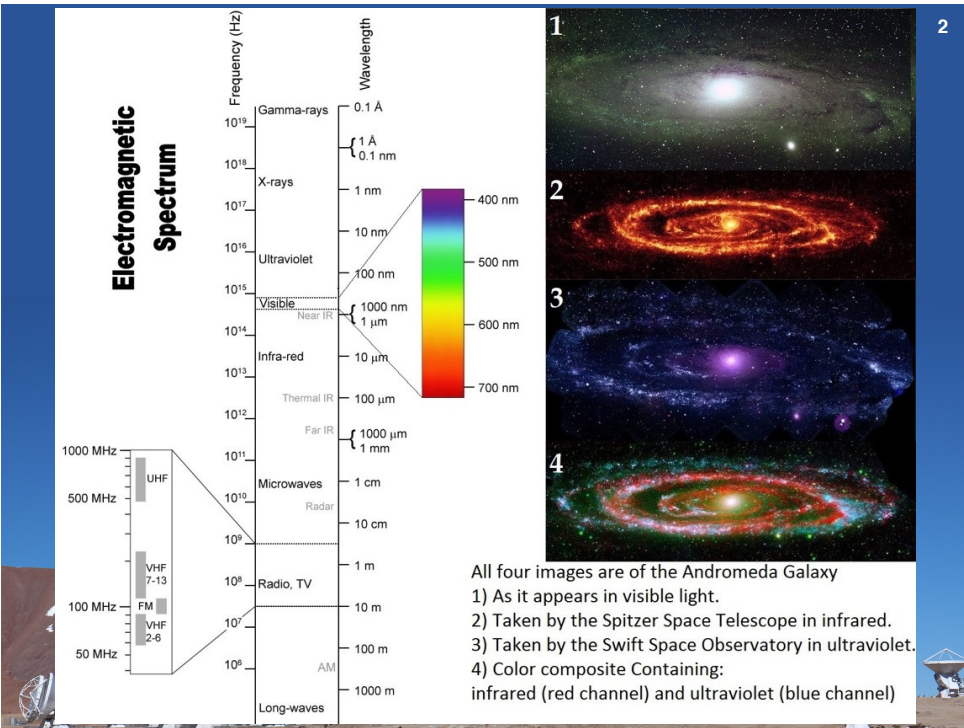 2
Electromagnetic
Spectrum
Frequency (Hz)
Wavelength
Gamma-rays
X-rays
Ultraviolet
Visible
Near IR
Infra-red
Thermal IR
Far IR
Microwaves
Radar
Radio, TV
AM
Long-waves
10¹⁹
10¹⁸
10¹⁷
10¹⁶
10¹⁵
10¹⁴
10¹³
10¹²
10¹¹
10¹⁰
10⁹
10⁸
10⁷
10⁶
0.1 Å
1 Å
0.1 nm
1 nm
10 nm
100 nm
1000 nm
1 μm
10 μm
100 μm
1000 μm
1 mm
1 cm
10 cm
1 m
10 m
100 m
1000 m
400 nm
500 nm
600 nm
700 nm
1000 MHz
500 MHz
100 MHz
50 MHz
UHF
VHF
7-13
FM
VHF
2-6
1
2
3
4
All four images are of the Andromeda Galaxy
1) As it appears in visible light.
2) Taken by the Spitzer Space Telescope in infrared.
3) Taken by the Swift Space Observatory in ultraviolet.
4) Color composite Containing:
infrared (red channel) and ultraviolet (blue channel)